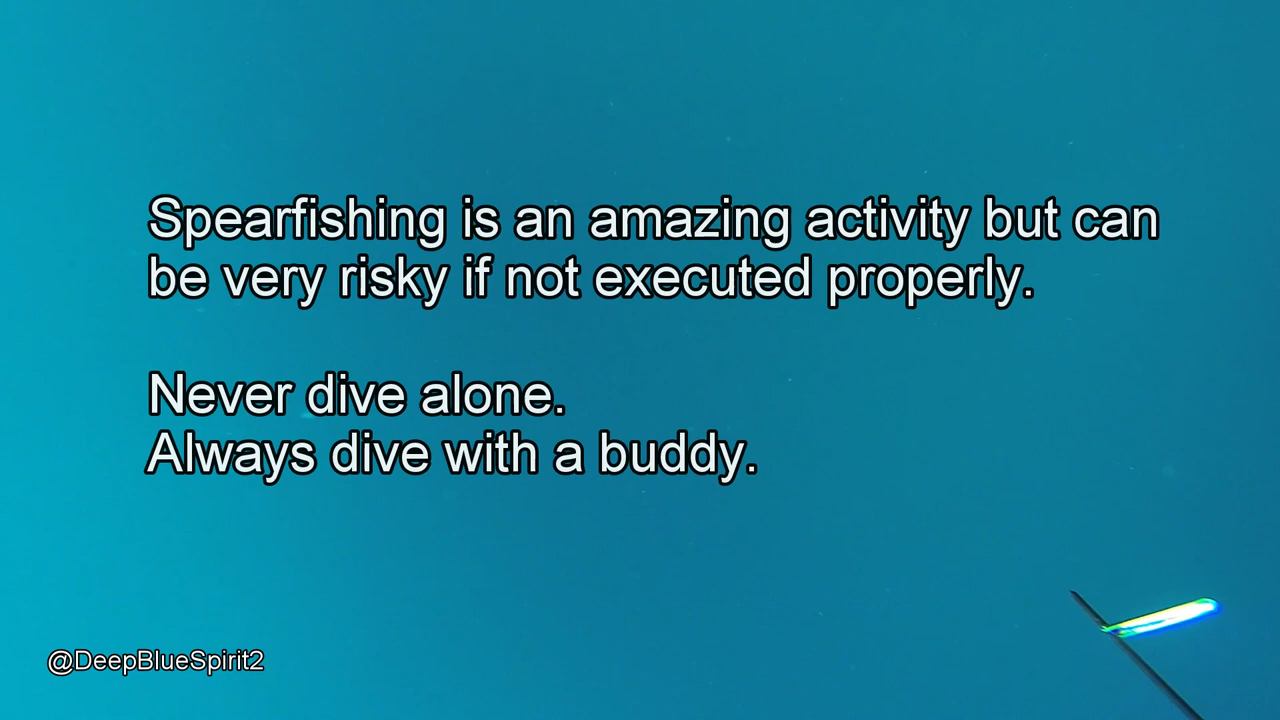 Spearfishing is an amazing activity but can
be very risky if not executed properly.
Never dive alone.
Always dive with a buddy.
@DeepBlueSpirit2